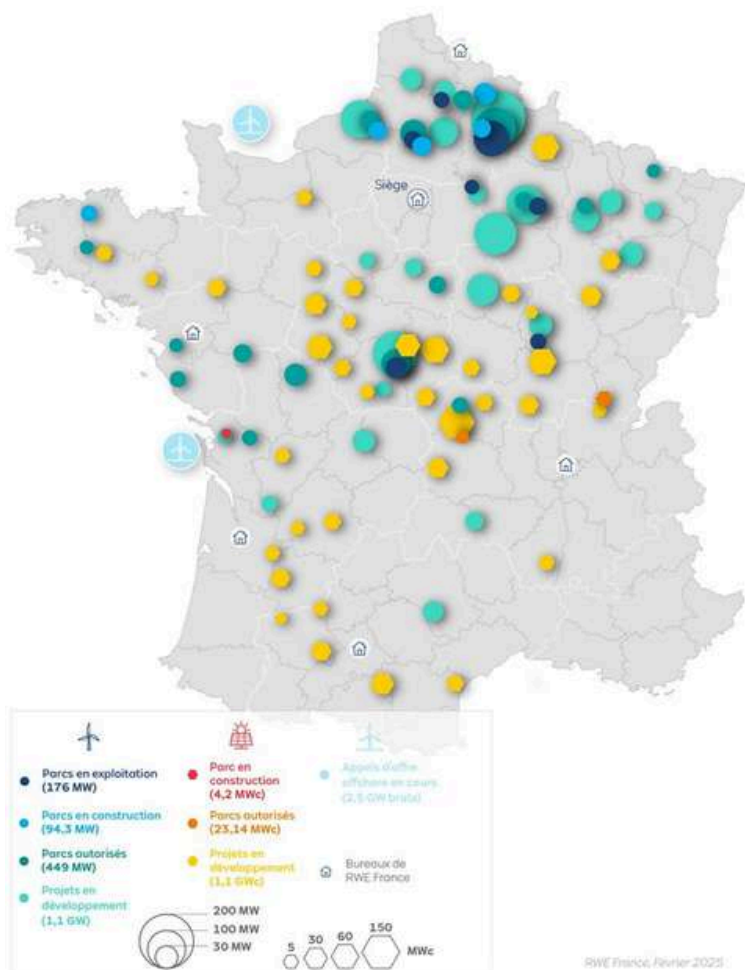 Siège
Parcs en exploitation
(176 MW)
Parcs en construction
(94,3 MW)
Parcs autorisés
(449 MW)
Projets en
développement
(1,1 GW)
Parc en
construction
(4,2 MWc)
Parcs autorisés
(23,14 MWc)
Projets en
développement
(1,1 GWc)
Appels d'offre
offshore en cours
(2,5 GW bruts)
Bureaux de
RWE France
200 MW
100 MW
30 MW
5 30 60 150
MWc
RWE France, Février 2025